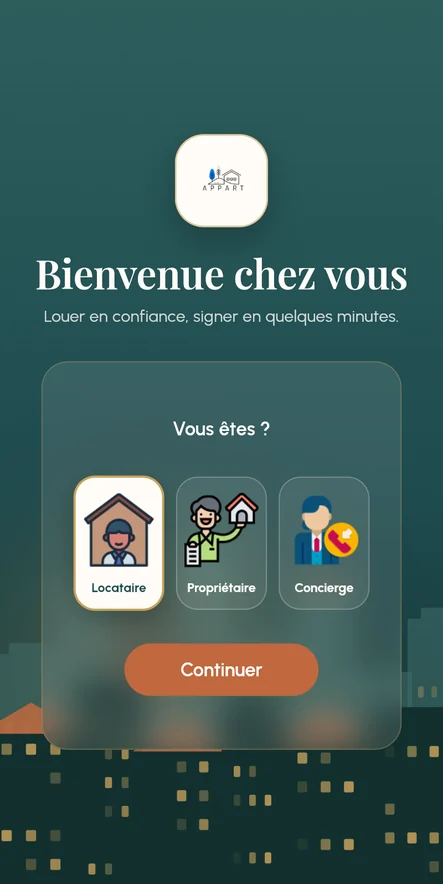 APPART
Bienvenue chez vous
Louer en confiance, signer en quelques minutes.
Vous êtes ?
Locataire
Propriétaire
Concierge
Continuer